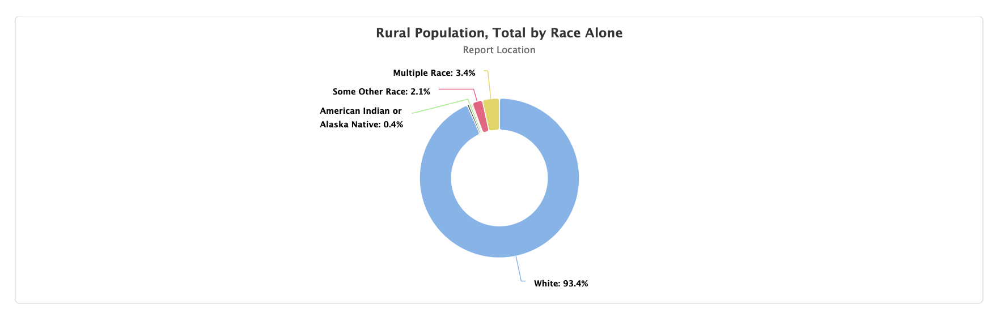 Rural Population, Total by Race Alone
Report Location
Multiple Race: 3.4%
Some Other Race: 2.1%
American Indian or
Alaska Native: 0.4%
White: 93.4%